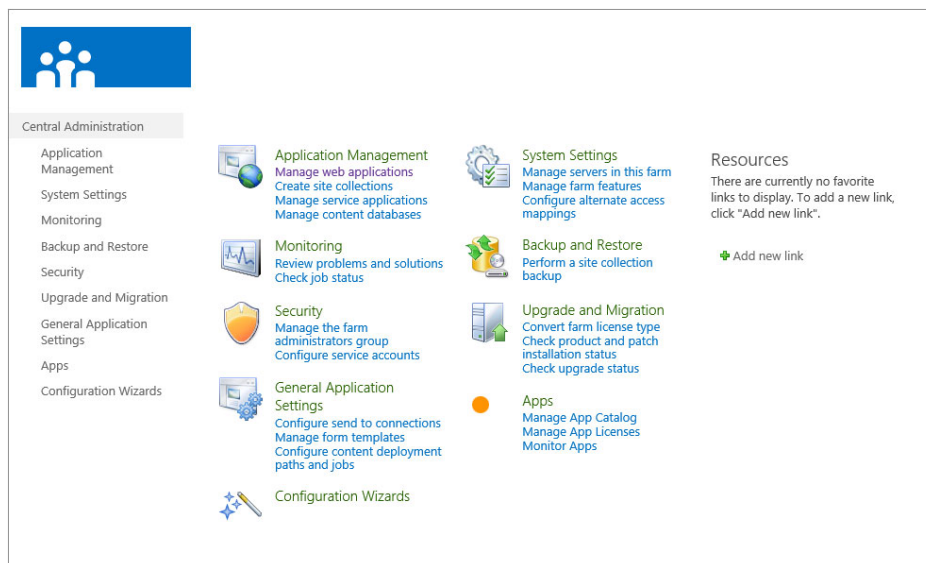 Central Administration
Application
Management
System Settings
Monitoring
Backup and Restore
Security
Upgrade and Migration
General Application
Settings
Apps
Configuration Wizards
Application Management
Manage web applications
Create site collections
Manage service applications
Manage content databases
Monitoring
Review problems and solutions
Check job status
Security
Manage the farm
administrators group
Configure service accounts
General Application
Settings
Configure send to connections
Manage form templates
Configure content deployment
paths and jobs
Configuration Wizards
System Settings
Manage servers in this farm
Manage farm features
Configure alternate access
mappings
Backup and Restore
Perform a site collection
backup
Upgrade and Migration
Convert farm license type
Check product and patch
installation status
Check upgrade status
Apps
Manage App Catalog
Manage App Licenses
Monitor Apps
Resources
There are currently no favorite
links to display. To add a new link,
click "Add new link".
Add new link